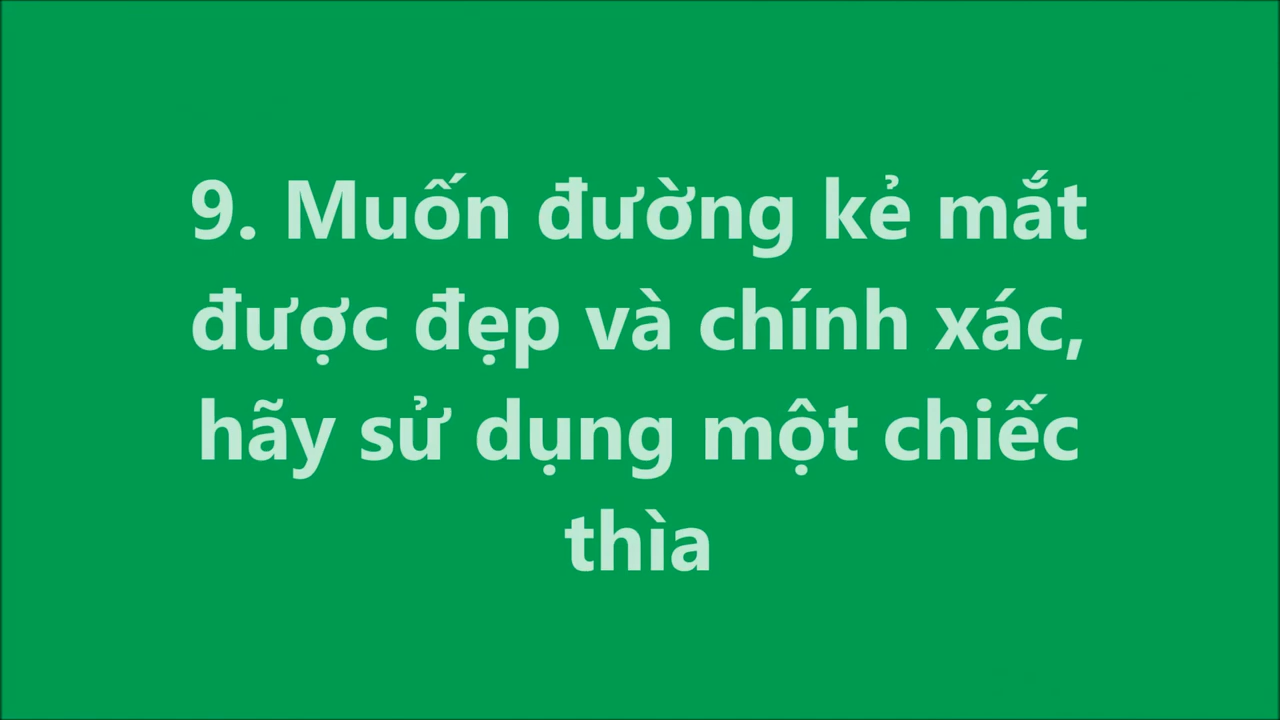 9. Muốn đường kẻ mắt
được đẹp và chính xác,
hãy sử dụng một chiếc
thìa